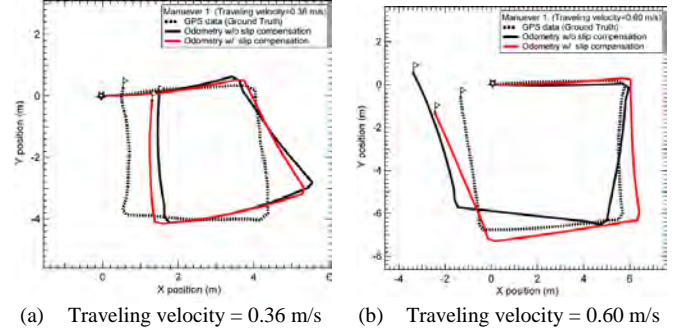 Manuever 1. (Traveling velocity=0.36 m/s)
GPS data (Ground Truth)
Odometry w/o slip compensation
Odometry w/ slip compensation
2
0
-2
-4
0
2
4
6
Y position (m)
X position (m)
(a) Traveling velocity = 0.36 m/s
Manuever 1. (Traveling velocity=0.60 m/s)
GPS data (Ground Truth)
Odometry w/o slip compensation
Odometry w/ slip compensation
2
0
-2
-4
-6
-8
-4
-2
0
2
4
6
Y position (m)
X position (m)
(b) Traveling velocity = 0.60 m/s